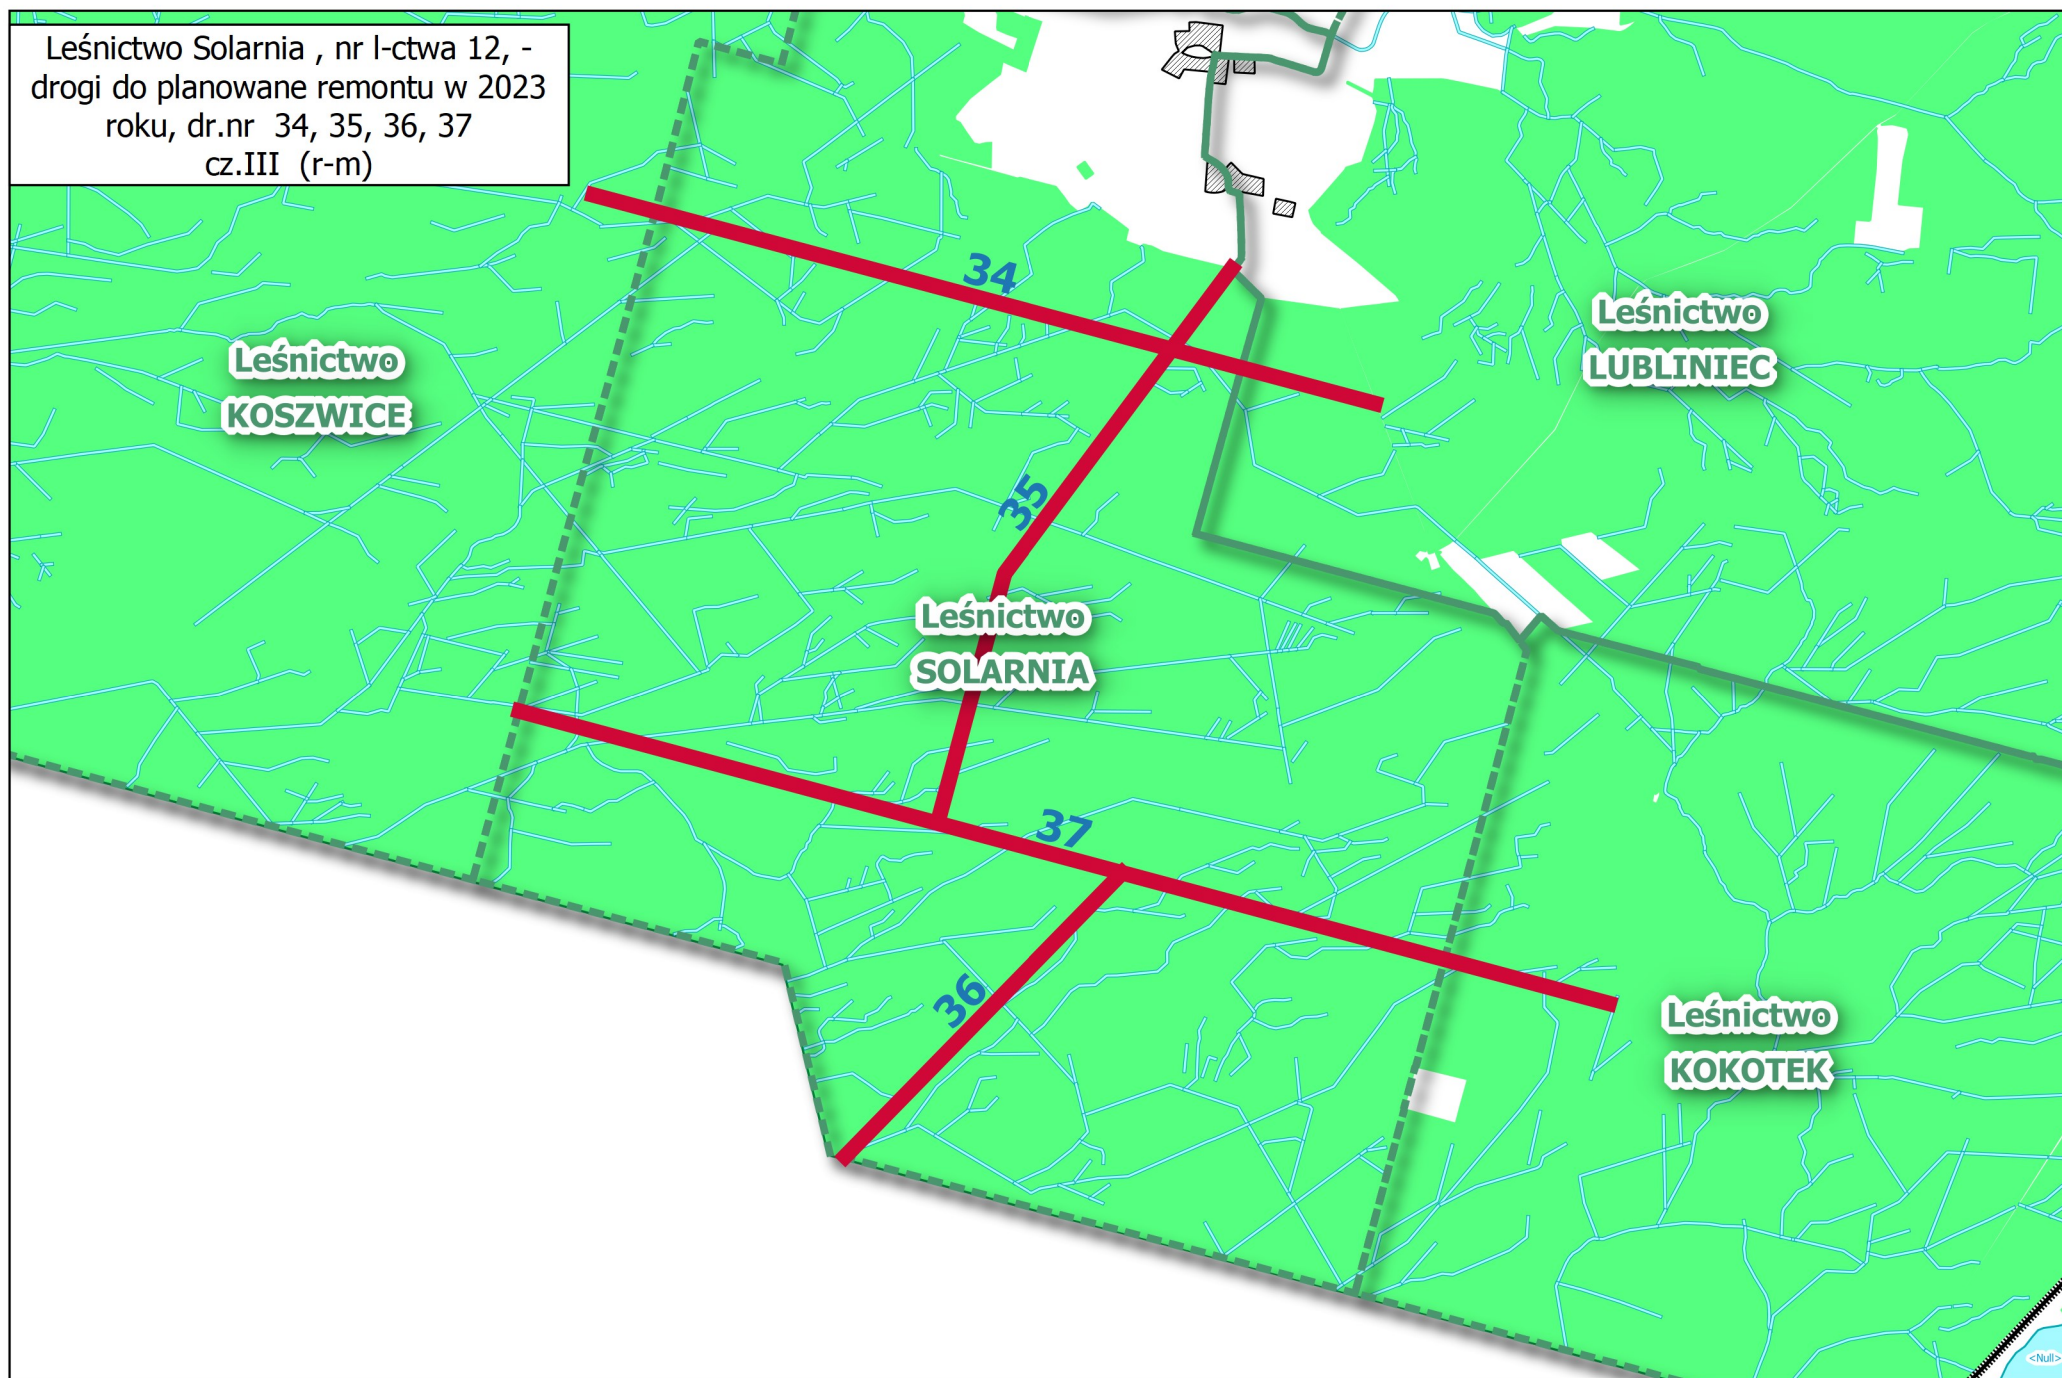 Leśnictwo Solarnia , nr l-ctwa 12, -
drogi do planowane remontu w 2023
roku, dr.nr  34, 35, 36, 37
cz.III  (r-m)
34
Leśnictwo
LUBLINIEC
Leśnictwo
KOSZWICE
35
Leśnictwo
SOLARNIA
37
36
Leśnictwo
KOKOTEK
<Null>